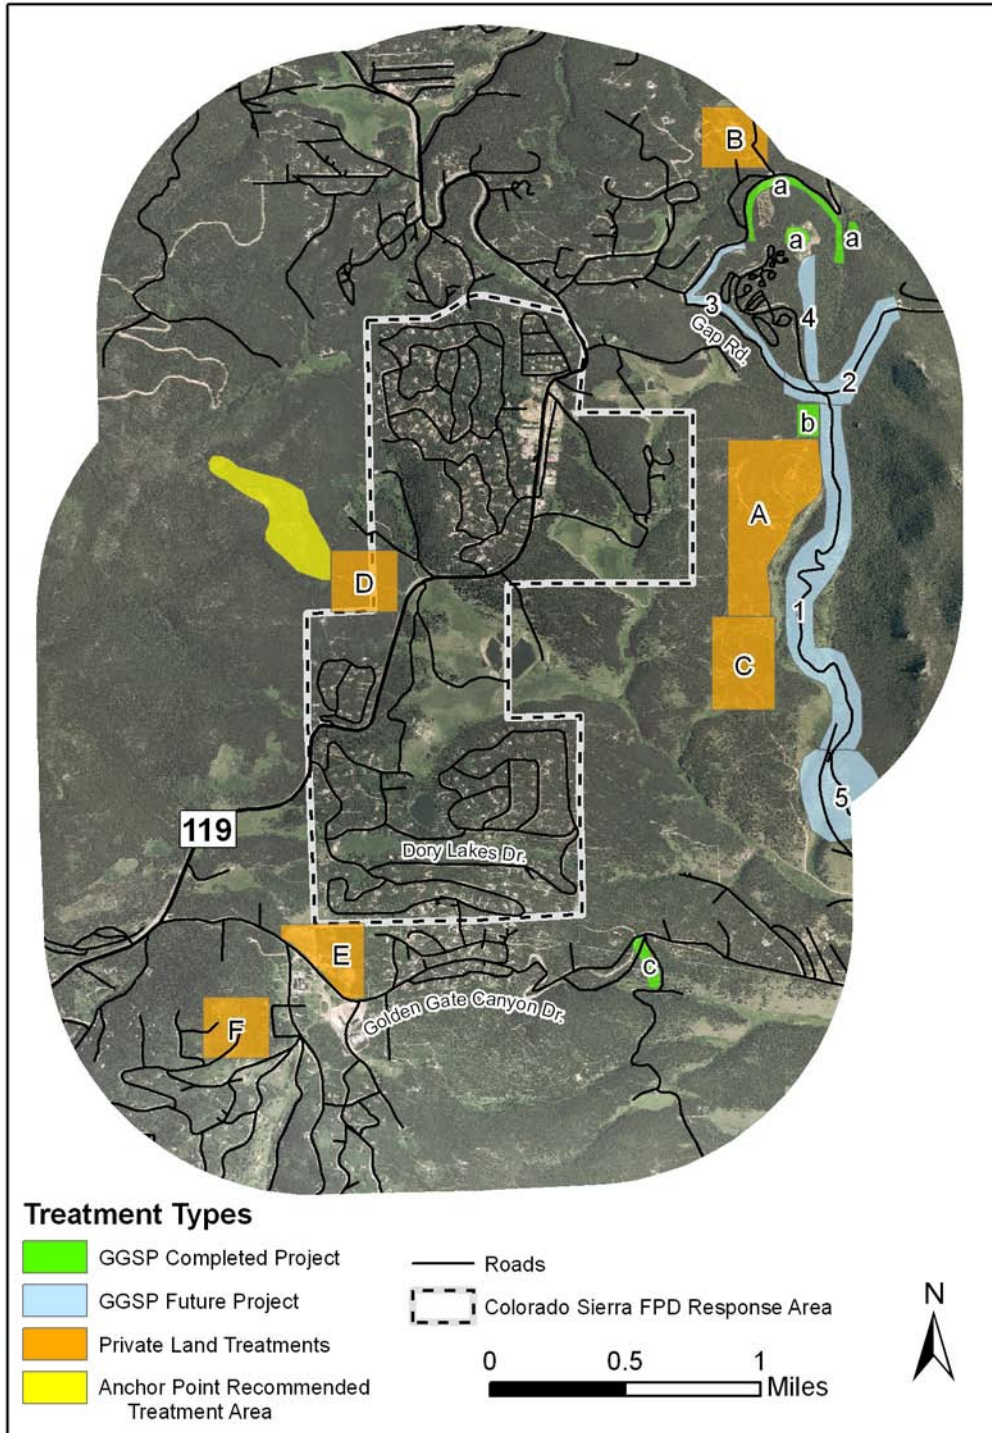 B
a
a
a
3
4
Gap Rd.
2
b
A
D
1
C
119
5
Dory Lakes Dr.
E
c
Golden Gate Canyon Dr.
F
Treatment Types
GGSP Completed Project
GGSP Future Project
Private Land Treatments
Anchor Point Recommended
Treatment Area
Roads
Colorado Sierra FPD Response Area
0 0.5 1
Miles
N